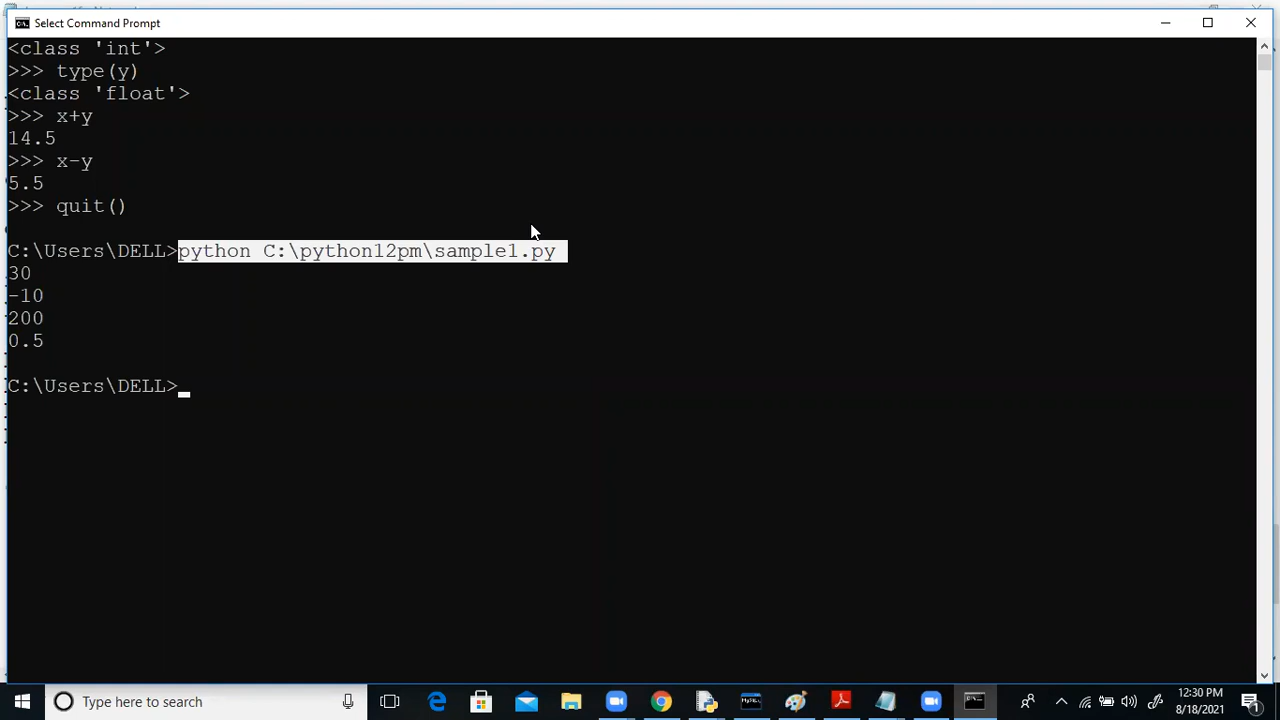 Select Command Prompt
<class 'int'>
>>> type(y)
<class 'float'>
>>> x+y
14.5
>>> x-y
5.5
>>> quit()
C:\Users\DELL>python C:\python12pm\sample1.py
30
-10
200
0.5
C:\Users\DELL>
Type here to search
12:30 PM
8/18/2021